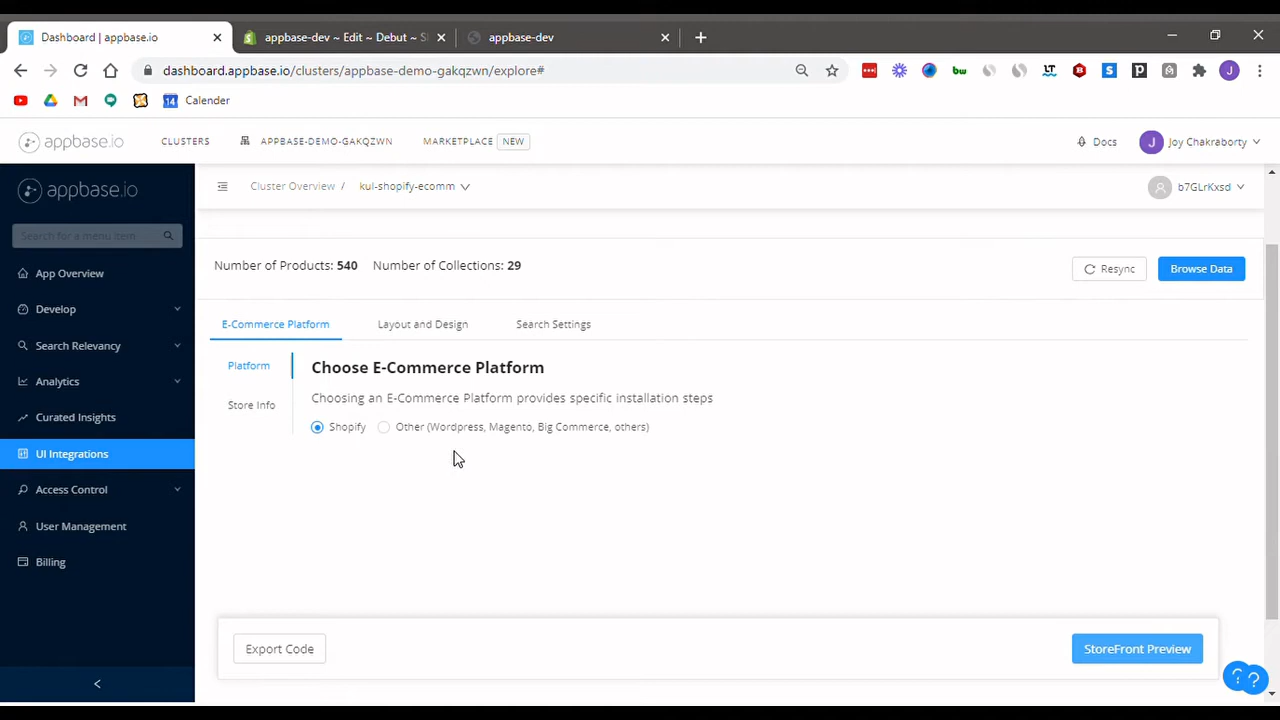 Dashboard | appbase.io
appbase-dev ~ Edit ~ Debut ~ S
appbase-dev
dashboard.appbase.io/clusters/appbase-demo-gakqzwn/explore#
Calender
appbase.io
CLUSTERS
APPBASE-DEMO-GAKQZWN
MARKETPLACE NEW
Docs
J
Joy Chakraborty
appbase.io
Cluster Overview / kul-shopify-ecomm
b7GLrKxsd
Search for a menu item
App Overview
Develop
Search Relevancy
Analytics
Curated Insights
UI Integrations
Access Control
User Management
Billing
<
Number of Products: 540 Number of Collections: 29
Resync
Browse Data
E-Commerce Platform
Layout and Design
Search Settings
Platform
Store Info
Choose E-Commerce Platform
Choosing an E-Commerce Platform provides specific installation steps
Shopify
Other (Wordpress, Magento, Big Commerce, others)
Export Code
StoreFront Preview